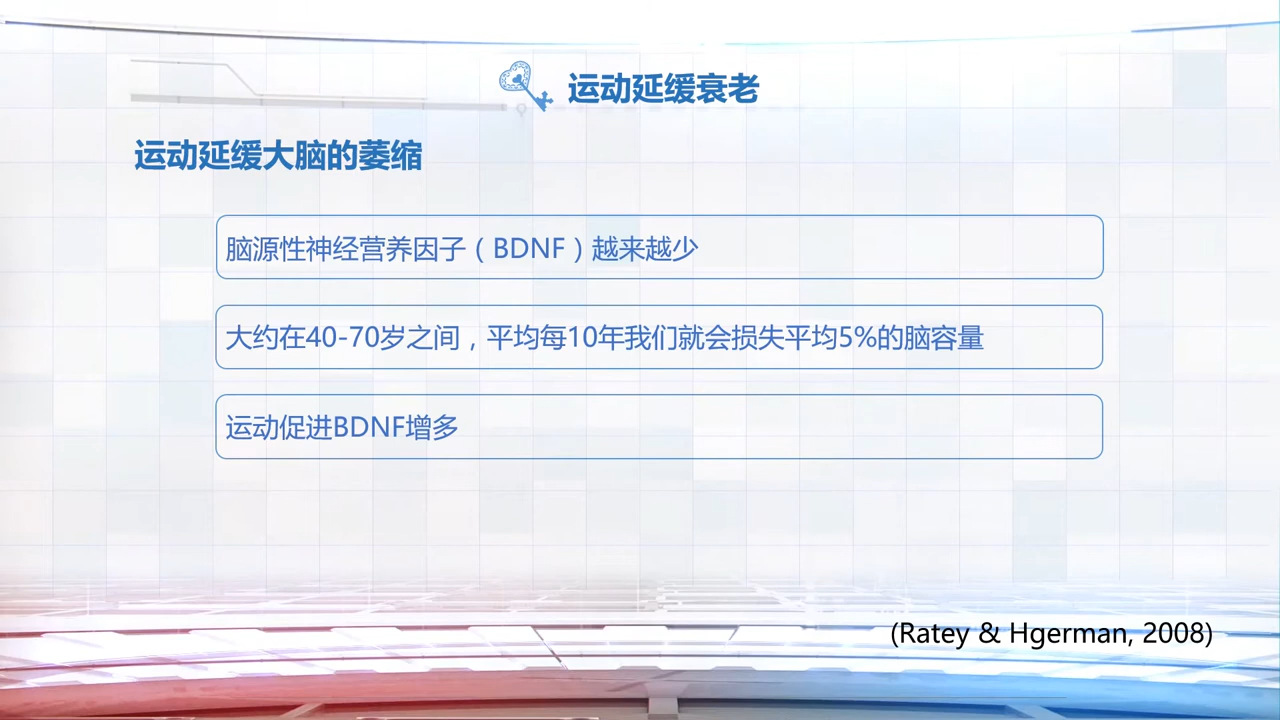 运动延缓衰老
运动延缓大脑的萎缩
脑源性神经营养因子（BDNF）越来越少
大约在40-70岁之间，平均每10年我们就会损失平均5%的脑容量
运动促进BDNF增多
(Ratey & Hgerman, 2008)